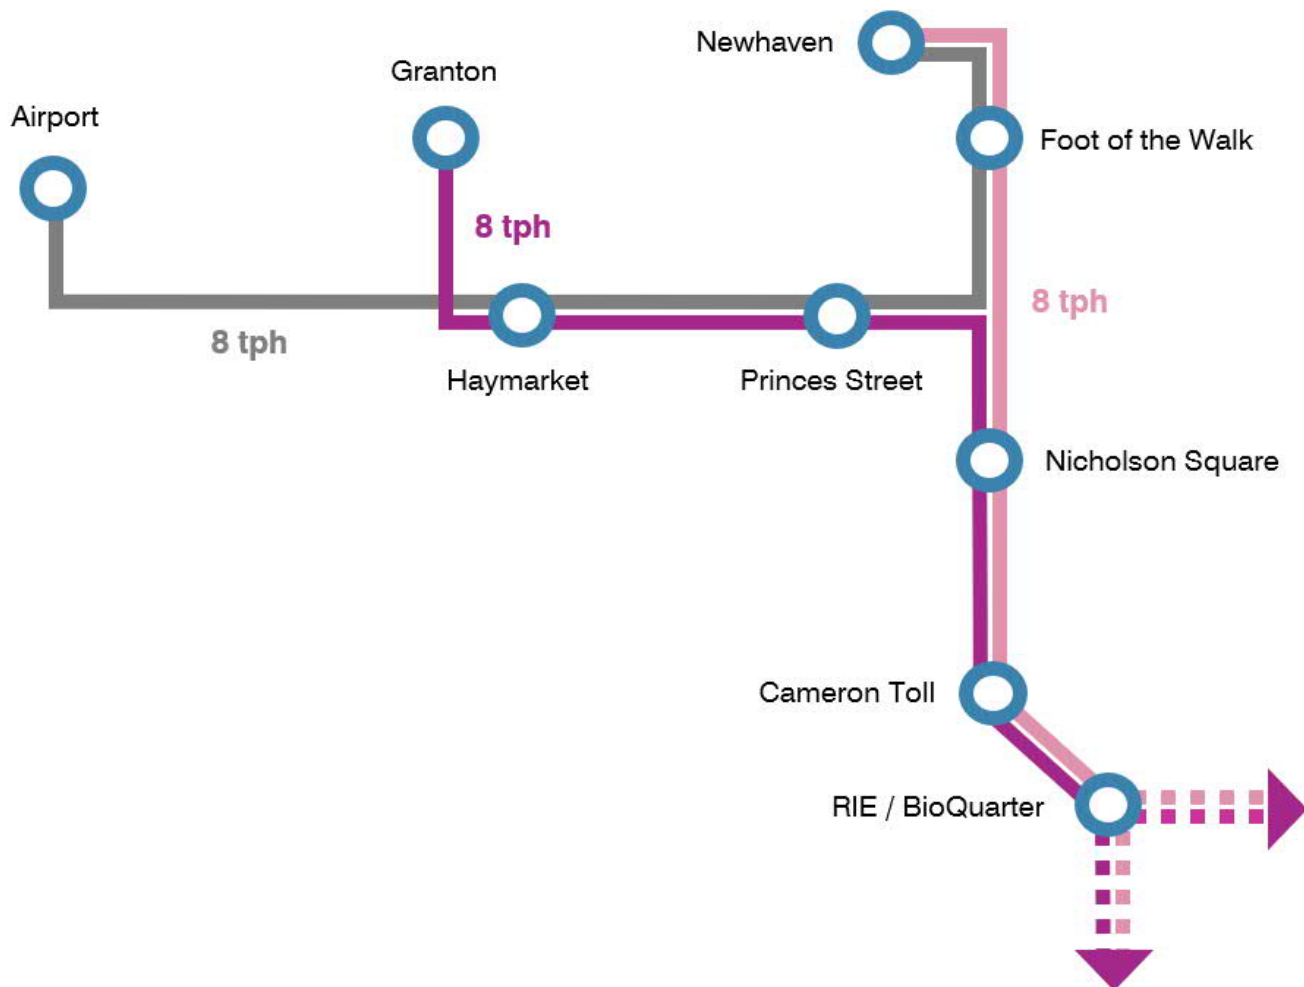 Newhaven
Granton
Airport
Foot of the Walk
8 tph
8 tph
8 tph
Haymarket
Princes Street
Nicholson Square
Cameron Toll
RIE / BioQuarter